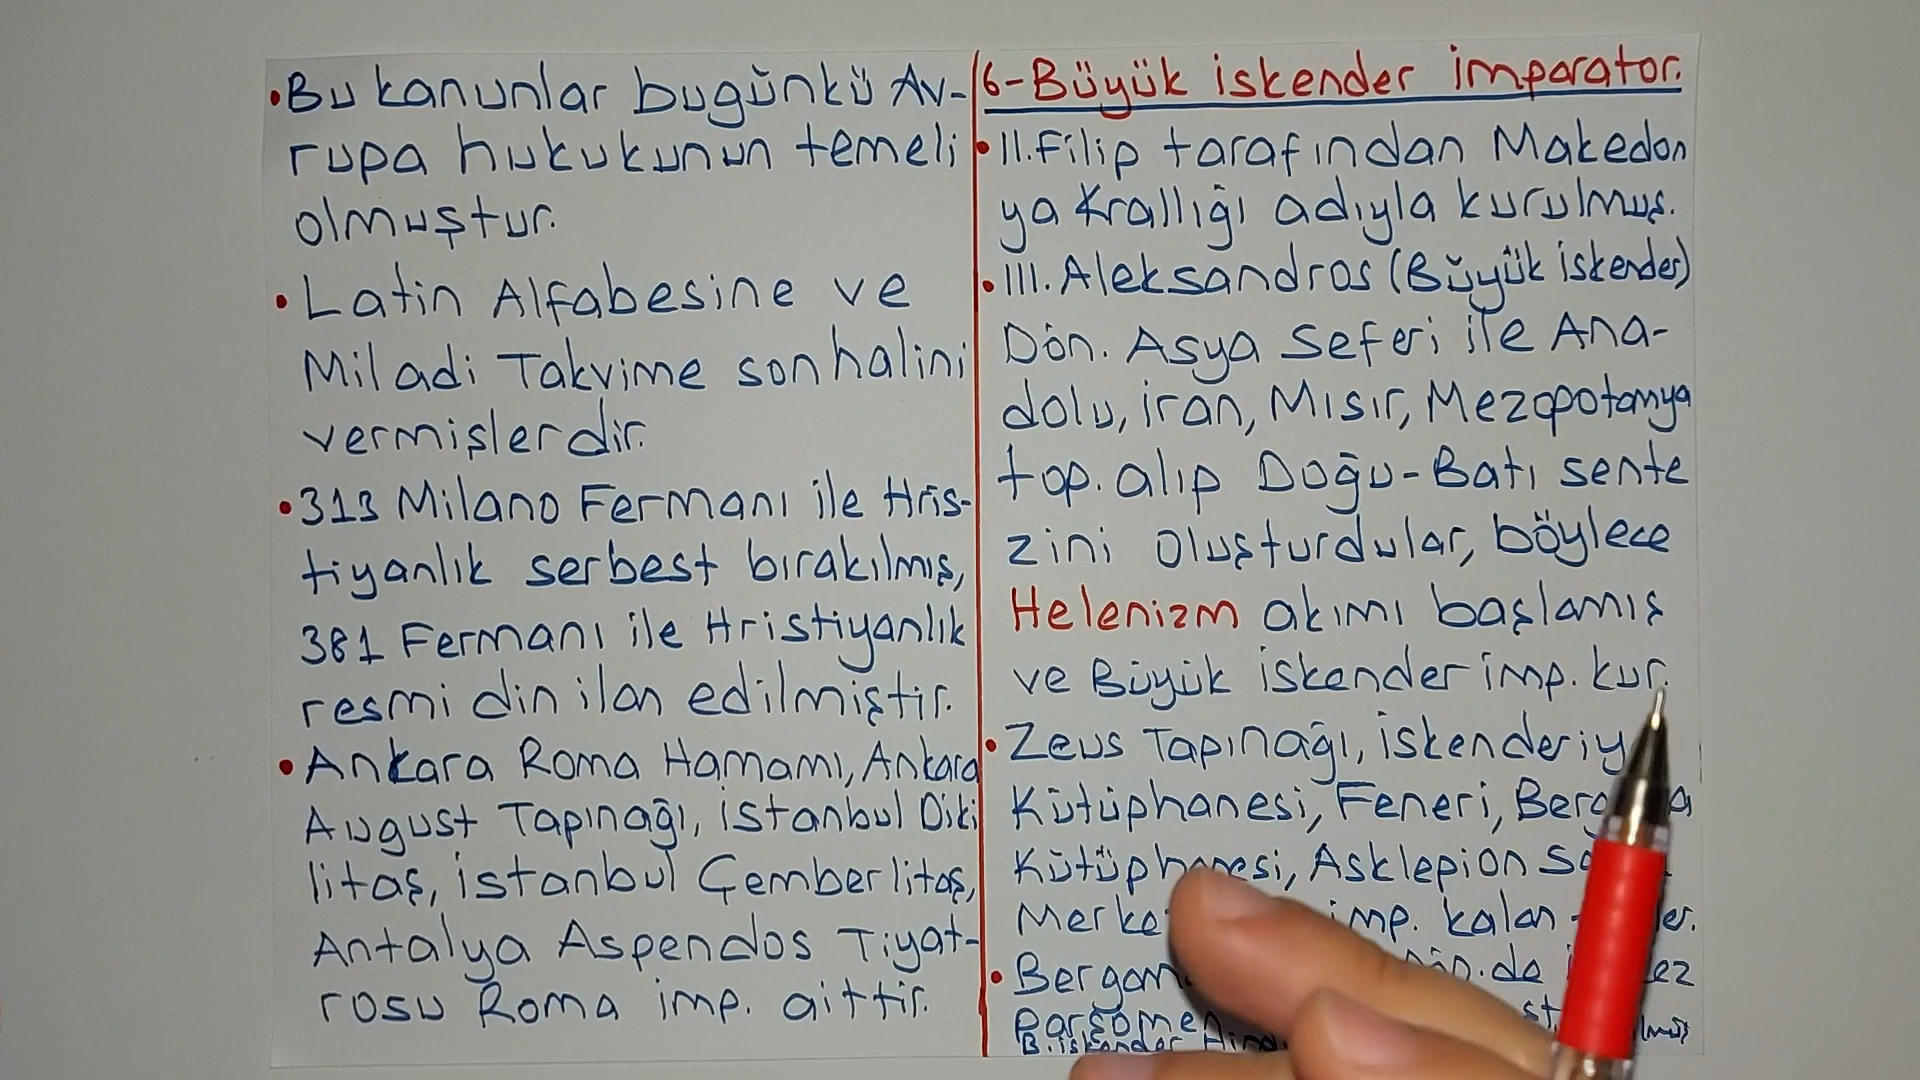 •Bu kanunlar bugünkü Av-
rupa hukukunun temeli
olmuştur.
•Latin Alfabesine ve
Miladi Takvime son halini
vermişlerdir.
•313 Milano Fermanı ile Hris-
tiyanlık serbest bırakılmış,
381 Fermanı ile Hristiyanlık
resmi din ilan edilmiştir.
•Ankara Roma Hamamı, Ankara
August Tapınağı, İstanbul Diki
litaş, İstanbul Çemberlitaş,
Antalya Aspendos Tiyat-
rosu Roma imp. aittir.
6-Büyük İskender İmparator.
•II.Filip tarafından Makedon
ya Krallığı adıyla kurulmuş.
•III.Aleksandros (Büyük İskender)
Dön. Asya Seferi ile Ana-
dolu, İran, Mısır, Mezopotamya
top. alıp Doğu-Batı sente
zini oluşturdular, böylece
Helenizm akımı başlamış
ve Büyük İskender imp. kur.
•Zeus Tapınağı,
Kütüphanesi, Feneri,
Kütüphanesi, Asklepion
imp. kalan
•
B.iskender